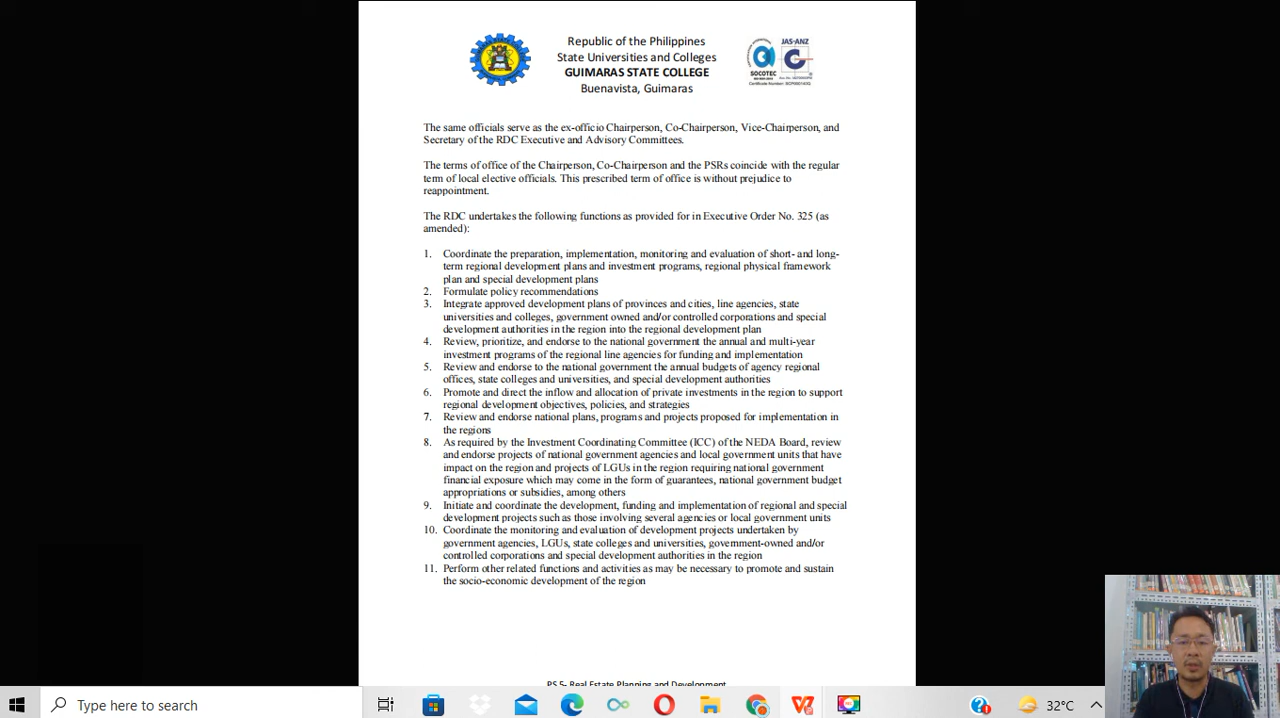 Republic of the Philippines
State Universities and Colleges
GUIMARAS STATE COLLEGE
Buenavista, Guimaras
JAS-ANZ
SOCOTEC
The same officials serve as the ex-officio Chairperson, Co-Chairperson, Vice-Chairperson, and
Secretary of the RDC Executive and Advisory Committees.
The terms of office of the Chairperson, Co-Chairperson and the PSRs coincide with the regular
term of local elective officials. This prescribed term of office is without prejudice to
reappointment.
The RDC undertakes the following functions as provided for in Executive Order No. 325 (as
amended):
1. Coordinate the preparation, implementation, monitoring and evaluation of short- and long-
term regional development plans and investment programs, regional physical framework
plan and special development plans
2. Formulate policy recommendations
3. Integrate approved development plans of provinces and cities, line agencies, state
universities and colleges, government owned and/or controlled corporations and special
development authorities in the region into the regional development plan
4. Review, prioritize, and endorse to the national government the annual and multi-year
investment programs of the regional line agencies for funding and implementation
5. Review and endorse to the national government the annual budgets of agency regional
offices, state colleges and universities, and special development authorities
6. Promote and direct the inflow and allocation of private investments in the region to support
regional development objectives, policies, and strategies
7. Review and endorse national plans, programs and projects proposed for implementation in
the regions
8. As required by the Investment Coordinating Committee (ICC) of the NEDA Board, review
and endorse projects of national government agencies and local government units that have
impact on the region and projects of LGUs in the region requiring national government
financial exposure which may come in the form of guarantees, national government budget
appropriations or subsidies, among others
9. Initiate and coordinate the development, funding and implementation of regional and special
development projects such as those involving several agencies or local government units
10. Coordinate the monitoring and evaluation of development projects undertaken by
government agencies, LGUs, state colleges and universities, government-owned and/or
controlled corporations and special development authorities in the region
11. Perform other related functions and activities as may be necessary to promote and sustain
the socio-economic development of the region
PS 5- Real Estate Planning and Development
Type here to search
32°C